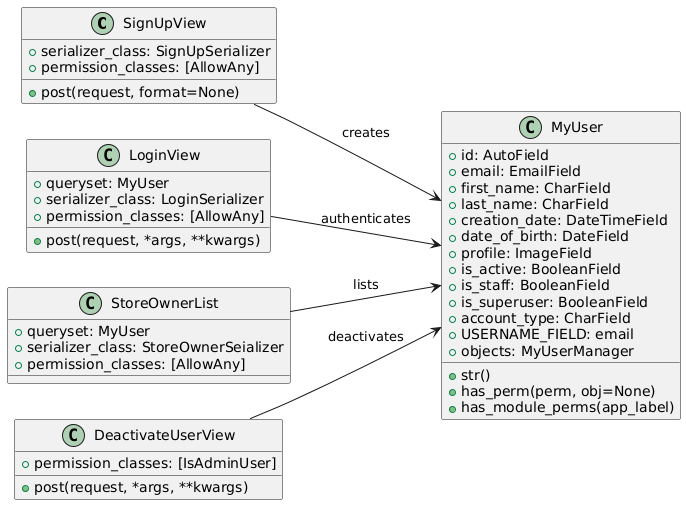 C SignUpView
serializer_class: SignUpSerializer
permission_classes: [AllowAny]
post(request, format=None)
C LoginView
queryset: MyUser
serializer_class: LoginSerializer
permission_classes: [AllowAny]
post(request, *args, **kwargs)
C StoreOwnerList
queryset: MyUser
serializer_class: StoreOwnerSeializer
permission_classes: [AllowAny]
C DeactivateUserView
permission_classes: [IsAdminUser]
post(request, *args, **kwargs)
creates
authenticates
lists
deactivates
C MyUser
id: AutoField
email: EmailField
first_name: CharField
last_name: CharField
creation_date: DateTimeField
date_of_birth: DateField
profile: ImageField
is_active: BooleanField
is_staff: BooleanField
is_superuser: BooleanField
account_type: CharField
USERNAME_FIELD: email
objects: MyUserManager
str()
has_perm(perm, obj=None)
has_module_perms(app_label)